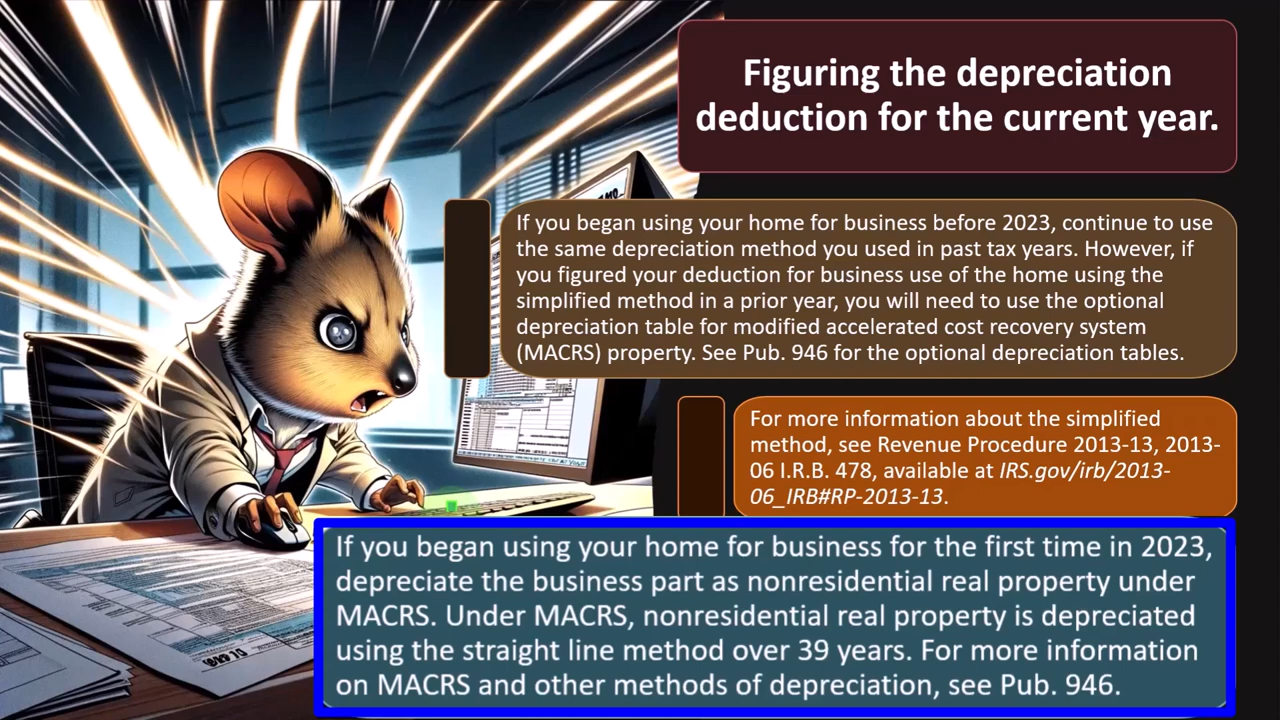 Figuring the depreciation
deduction for the current year.
If you began using your home for business before 2023, continue to use
the same depreciation method you used in past tax years. However, if
you figured your deduction for business use of the home using the
simplified method in a prior year, you will need to use the optional
depreciation table for modified accelerated cost recovery system
(MACRS) property. See Pub. 946 for the optional depreciation tables.
For more information about the simplified
method, see Revenue Procedure 2013-13, 2013-
06 I.R.B. 478, available at IRS.gov/irb/2013-
06_IRB#RP-2013-13.
If you began using your home for business for the first time in 2023,
depreciate the business part as nonresidential real property under
MACRS. Under MACRS, nonresidential real property is depreciated
using the straight line method over 39 years. For more information
on MACRS and other methods of depreciation, see Pub. 946.